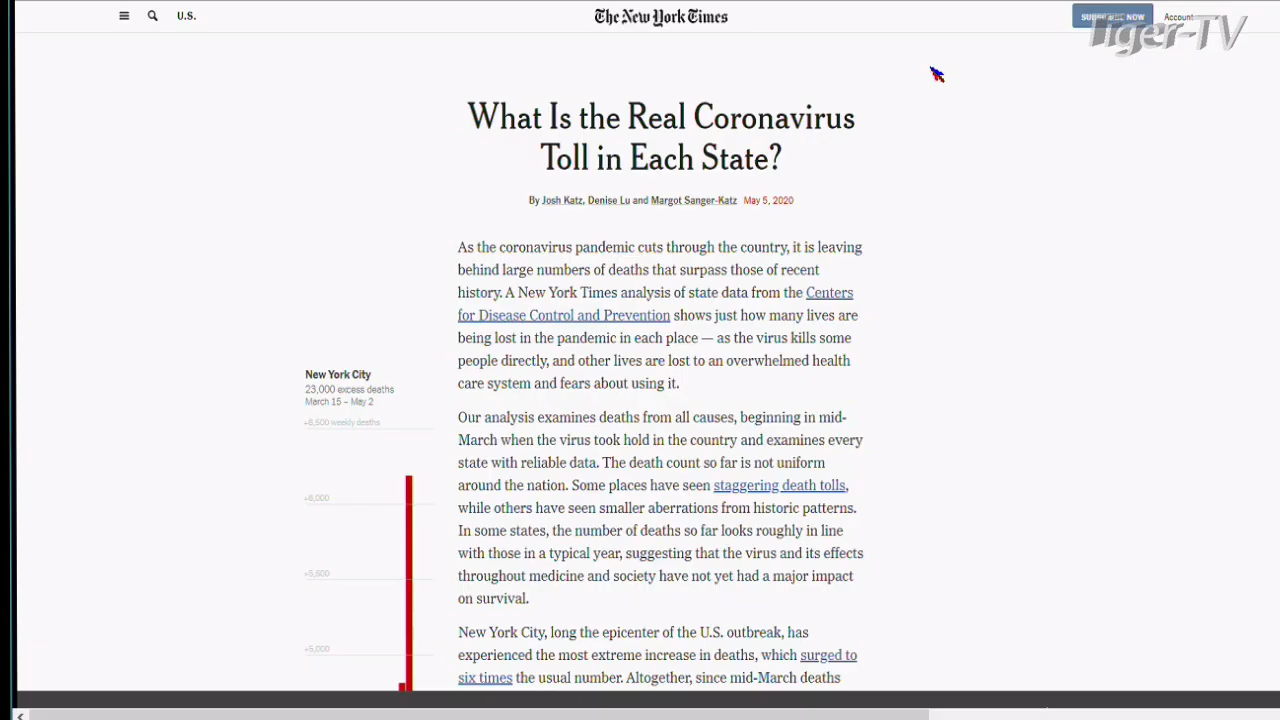 U.S.
The New York Times
SUBSCRIBE NOW
Account
Tiger-TV
What Is the Real Coronavirus
Toll in Each State?
By Josh Katz, Denise Lu and Margot Sanger-Katz May 5, 2020
As the coronavirus pandemic cuts through the country, it is leaving
behind large numbers of deaths that surpass those of recent
history. A New York Times analysis of state data from the Centers
for Disease Control and Prevention shows just how many lives are
being lost in the pandemic in each place — as the virus kills some
people directly, and other lives are lost to an overwhelmed health
care system and fears about using it.
New York City
23,000 excess deaths
March 15 – May 2
+6,500 weekly deaths
+6,000
+5,500
+5,000
Our analysis examines deaths from all causes, beginning in mid-
March when the virus took hold in the country and examines every
state with reliable data. The death count so far is not uniform
around the nation. Some places have seen staggering death tolls,
while others have seen smaller aberrations from historic patterns.
In some states, the number of deaths so far looks roughly in line
with those in a typical year, suggesting that the virus and its effects
throughout medicine and society have not yet had a major impact
on survival.
New York City, long the epicenter of the U.S. outbreak, has
experienced the most extreme increase in deaths, which surged to
six times the usual number. Altogether, since mid-March deaths